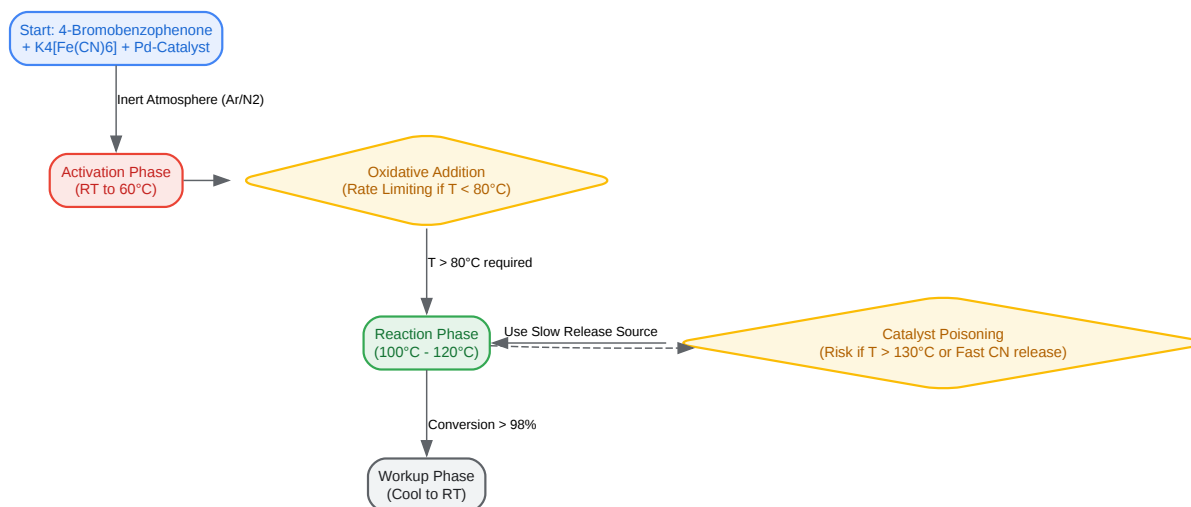 Start: 4-Bromobenzophenone
+ K4[Fe(CN)6] + Pd-Catalyst
Inert Atmosphere (Ar/N2)
Activation Phase
(RT to 60°C)
Oxidative Addition
(Rate Limiting if T < 80°C)
T > 80°C required
Reaction Phase
(100°C - 120°C)
Use Slow Release Source
Catalyst Poisoning
(Risk if T > 130°C or Fast CN release)
Conversion > 98%
Workup Phase
(Cool to RT)